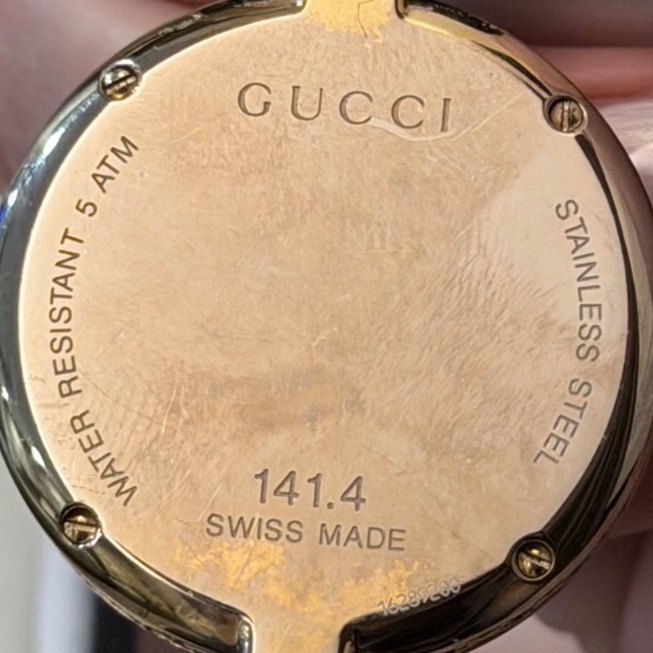 GUCCI
WATER RESISTANT 5 ATM
STAINLESS STEEL
141.4
SWISS MADE